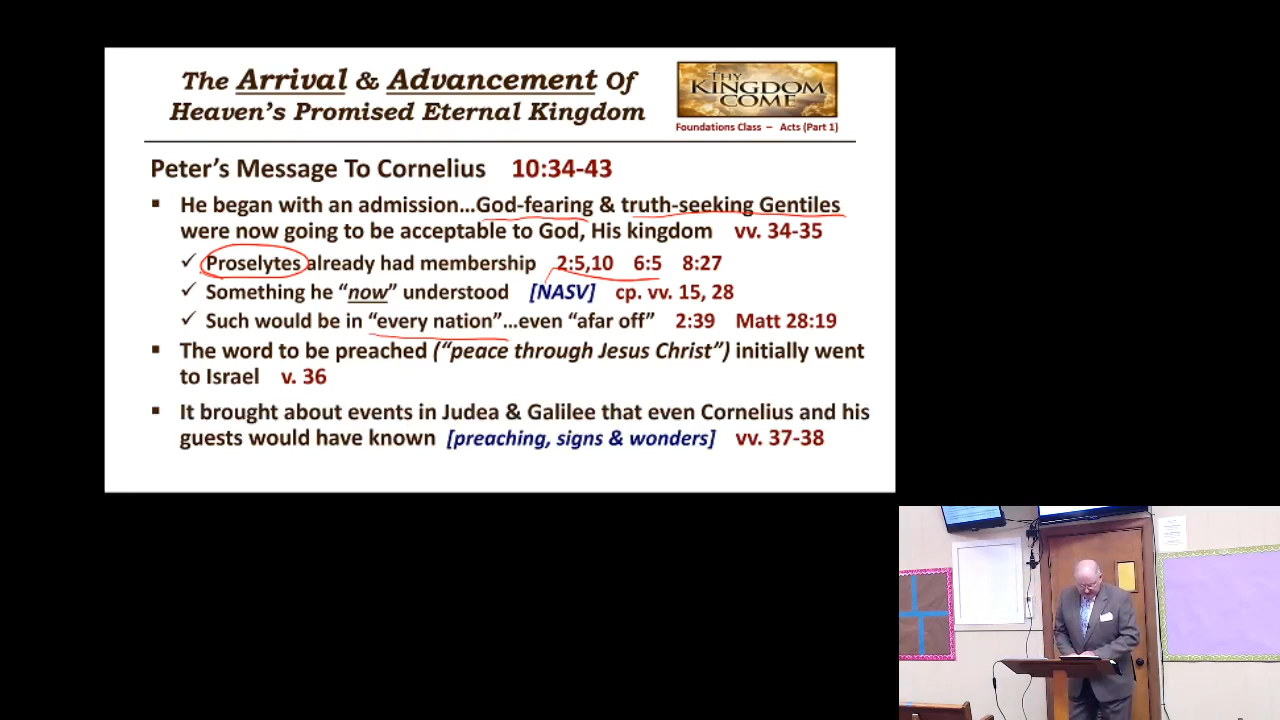 The Arrival & Advancement Of
Heaven's Promised Eternal Kingdom
THY
KINGDOM
COME
Foundations Class – Acts (Part 1)
Peter's Message To Cornelius 10:34-43
▪ He began with an admission…God-fearing & truth-seeking Gentiles
were now going to be acceptable to God, His kingdom vv. 34-35
✓ Proselytes already had membership 2:5,10 6:5 8:27
✓ Something he "now" understood [NASV] cp. vv. 15, 28
✓ Such would be in "every nation"…even "afar off" 2:39 Matt 28:19
▪ The word to be preached ("peace through Jesus Christ") initially went
to Israel v. 36
▪ It brought about events in Judea & Galilee that even Cornelius and his
guests would have known [preaching, signs & wonders] vv. 37-38